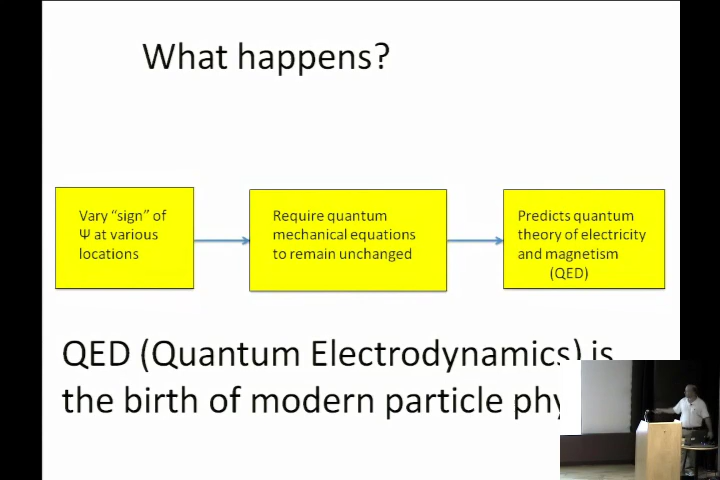 What happens?
Vary “sign” of
Ψ at various
locations
Require quantum
mechanical equations
to remain unchanged
Predicts quantum
theory of electricity
and magnetism
(QED)
QED (Quantum Electrodynamics) is
the birth of modern particle